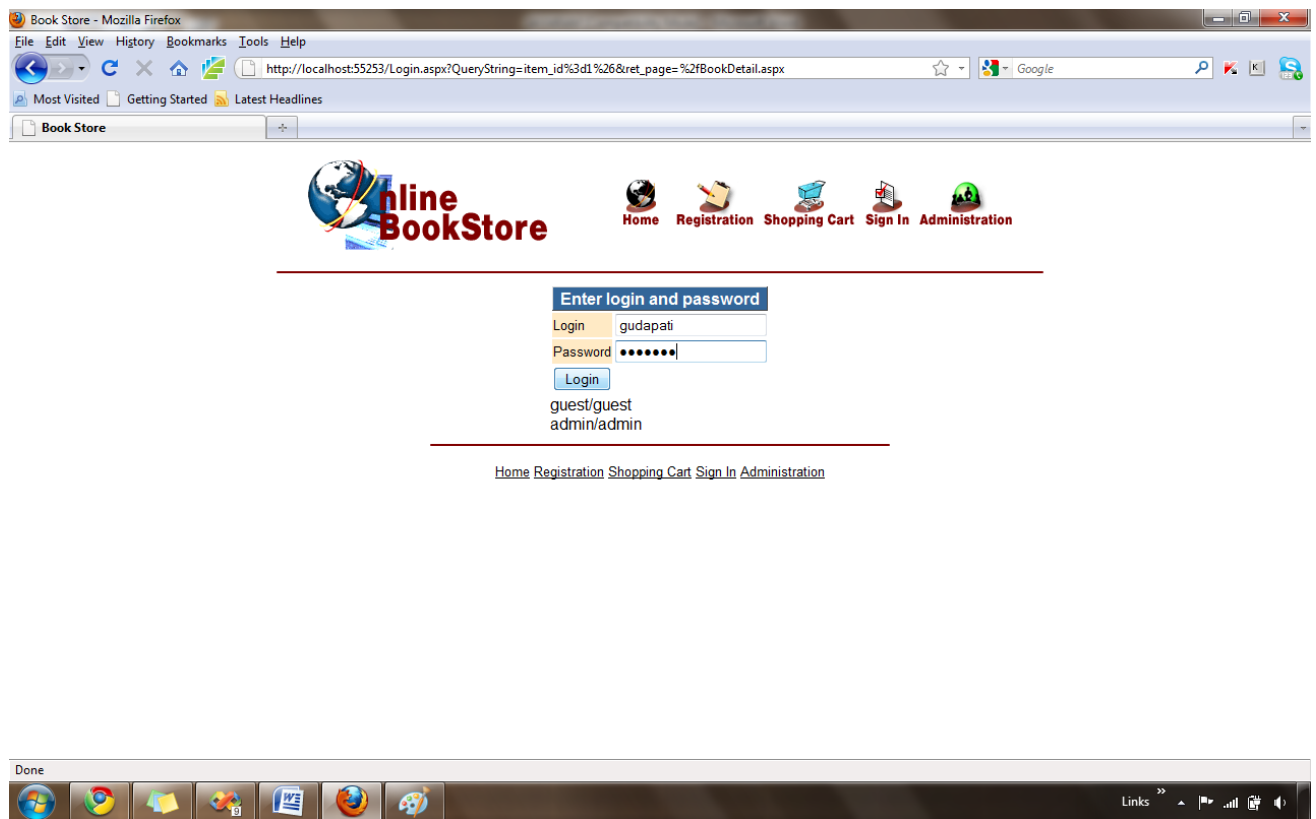 Book Store - Mozilla Firefox
File Edit View History Bookmarks Tools Help
http://localhost:55253/Login.aspx?QueryString=item_id%3d1%26&ret_page=%2fBookDetail.aspx
Google
Most Visited Getting Started Latest Headlines
Book Store
nline
BookStore
Home Registration Shopping Cart Sign In Administration
Enter login and password
Login gudapati
Password •••••••
Login
guest/guest
admin/admin
Home Registration Shopping Cart Sign In Administration
Done
9
Links